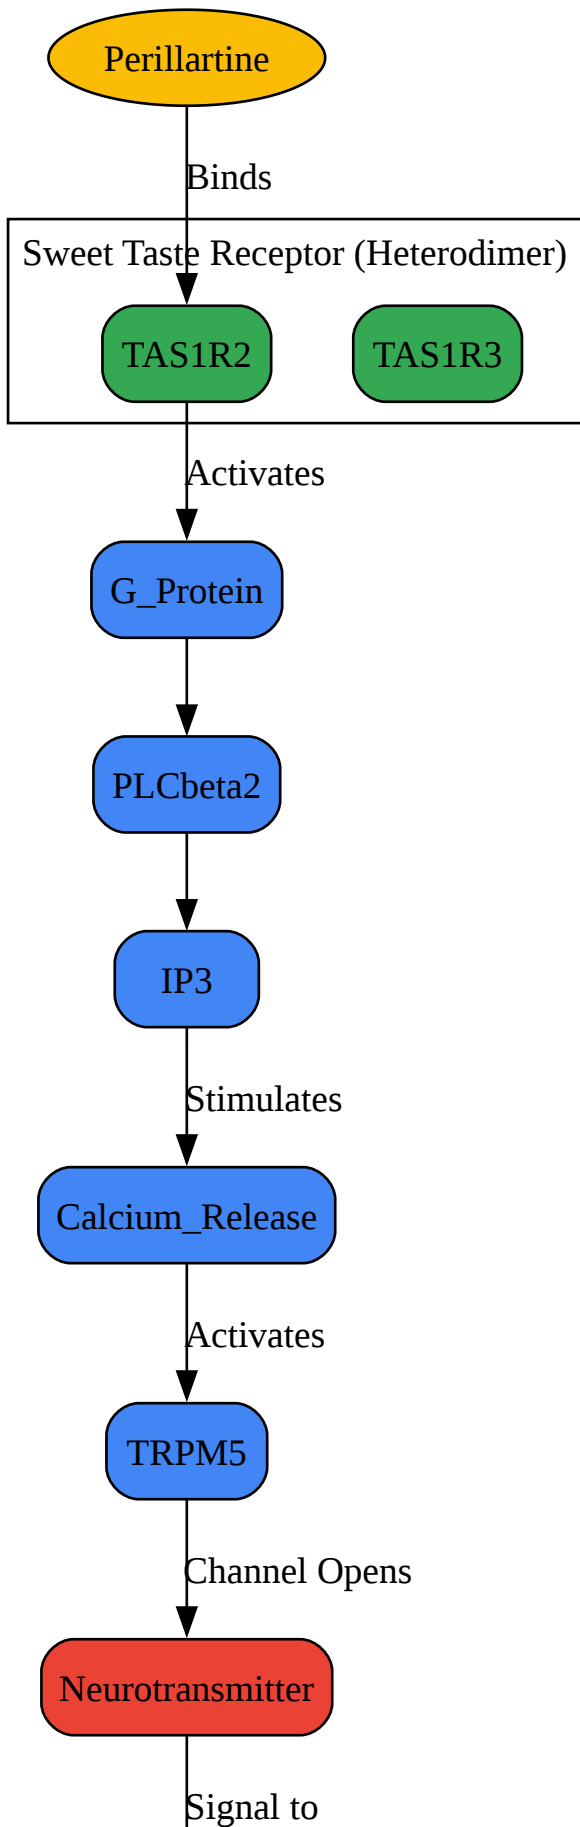 Perillartine
Binds
Sweet Taste Receptor (Heterodimer)
TAS1R2
TAS1R3
Activates
G_Protein
PLCbeta2
IP3
Stimulates
Calcium_Release
Activates
TRPM5
Channel Opens
Neurotransmitter
Signal to